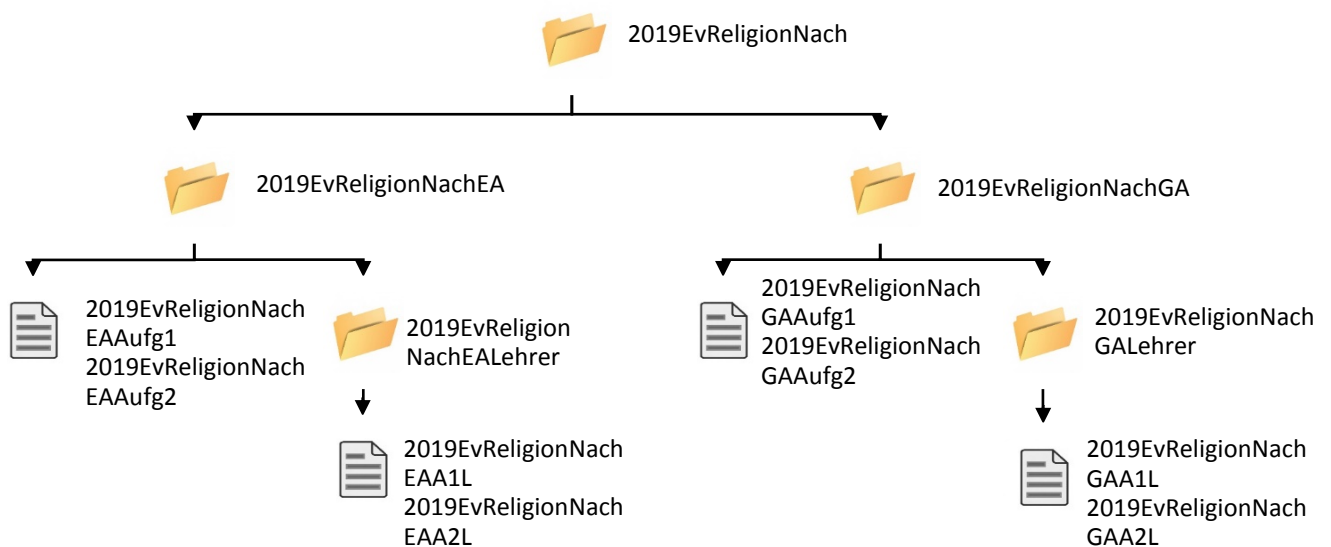 2019EvReligionNach
2019EvReligionNachEA
2019EvReligionNachGA
2019EvReligionNach
EAAufg1
2019EvReligionNach
EAAufg2
2019EvReligion
NachEALehrer
2019EvReligionNach
GAAufg1
2019EvReligionNach
GAAufg2
2019EvReligionNach
GALehrer
2019EvReligionNach
EAA1L
2019EvReligionNach
EAA2L
2019EvReligionNach
GAA1L
2019EvReligionNach
GAA2L